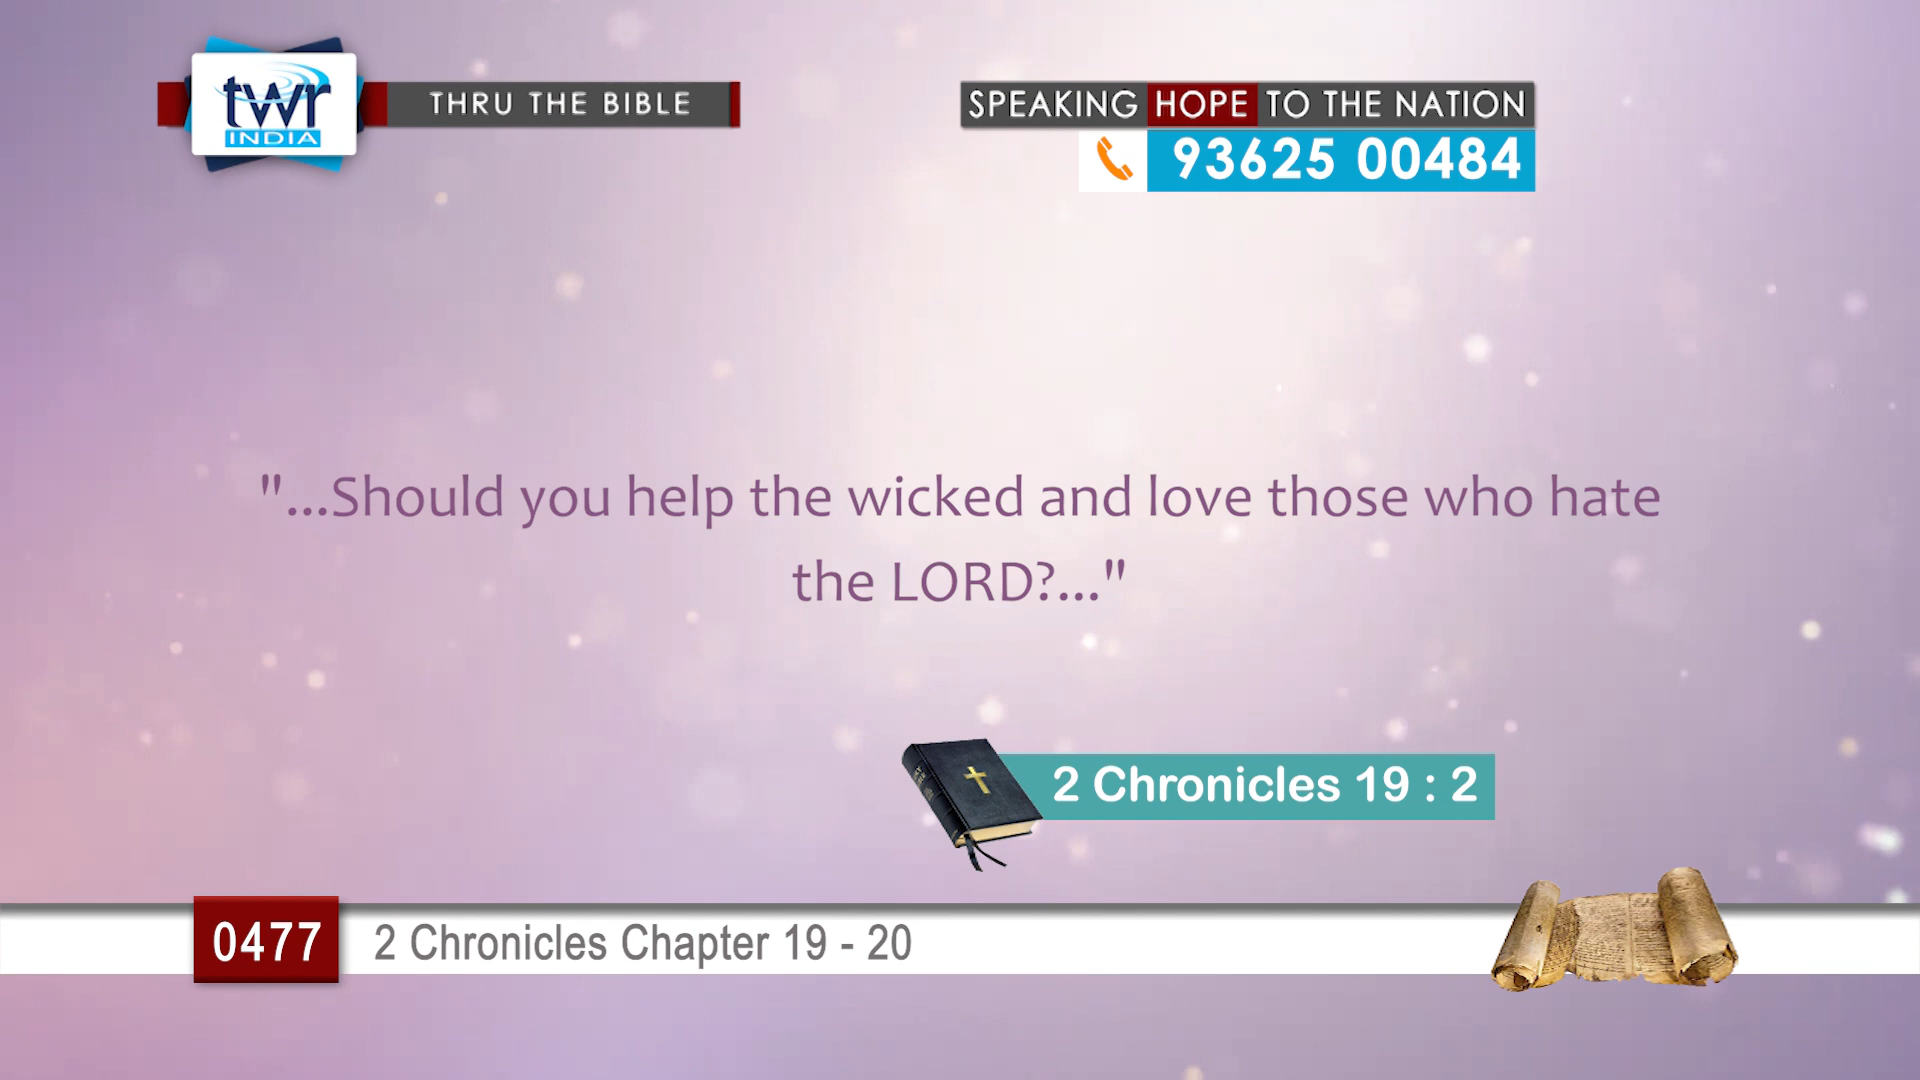 twr
INDIA
THRU THE BIBLE
SPEAKING HOPE TO THE NATION
93625 00484
"...Should you help the wicked and love those who hate
the LORD?..."
2 Chronicles 19 : 2
0477
2 Chronicles Chapter 19 - 20